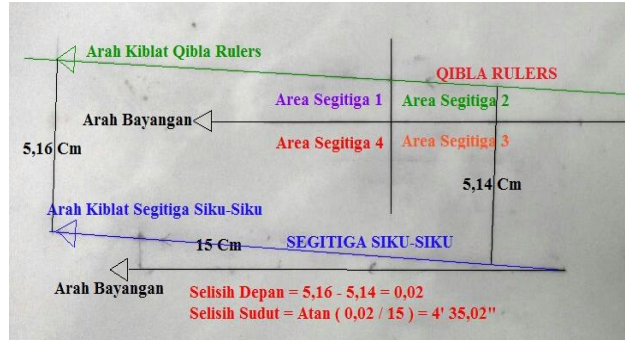 Arah Kiblat Qibla Rulers
QIBLA RULERS
Area Segitiga 1
Area Segitiga 2
Arah Bayangan
Area Segitiga 4
Area Segitiga 3
5,16 Cm
5,14 Cm
Arah Kiblat Segitiga Siku-Siku
15 Cm
SEGITIGA SIKU-SIKU
Arah Bayangan
Selisih Depan = 5,16 - 5,14 = 0,02
Selisih Sudut = Atan ( 0,02 / 15 ) = 4' 35,02"